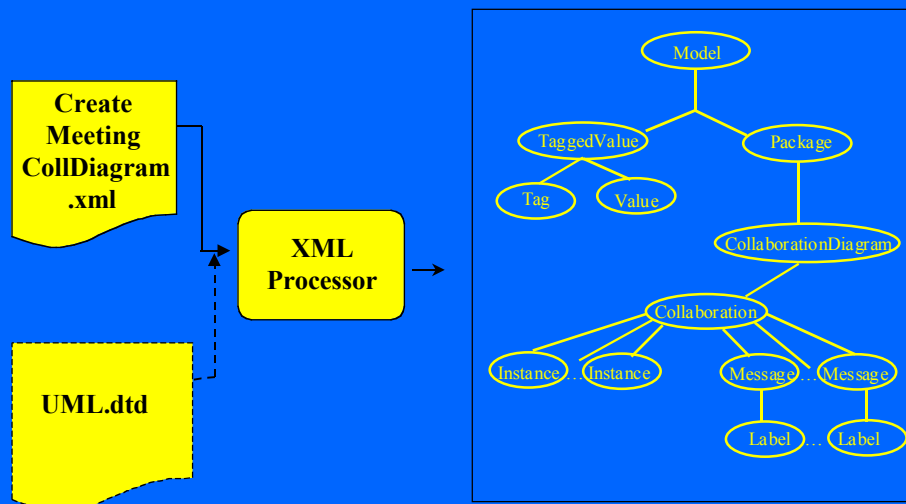 Create
Meeting
CollDiagram
.xml
XML
Processor
UML.dtd
Model
TaggedValue
Package
Tag
Value
CollaborationDiagram
Collaboration
Instance ... Instance
Message ... Message
Label ... Label